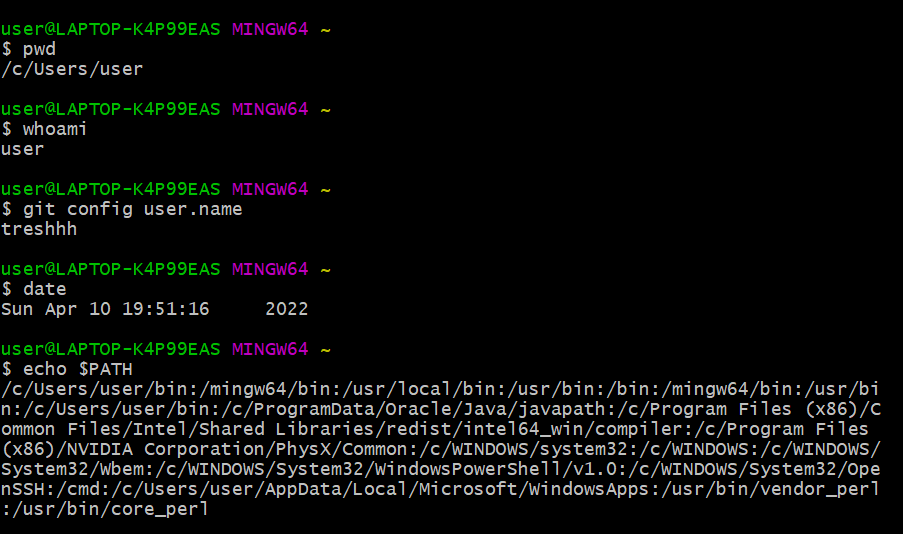 user@LAPTOP-K4P99EAS MINGW64 ~
$ pwd
/c/Users/user
user@LAPTOP-K4P99EAS MINGW64 ~
$ whoami
user
user@LAPTOP-K4P99EAS MINGW64 ~
$ git config user.name
treshhh
user@LAPTOP-K4P99EAS MINGW64 ~
$ date
Sun Apr 10 19:51:16     2022
user@LAPTOP-K4P99EAS MINGW64 ~
$ echo $PATH
/c/Users/user/bin:/mingw64/bin:/usr/local/bin:/usr/bin:/bin:/mingw64/bin:/usr/bi
n:/c/Users/user/bin:/c/ProgramData/Oracle/Java/javapath:/c/Program Files (x86)/C
ommon Files/Intel/Shared Libraries/redist/intel64_win/compiler:/c/Program Files
(x86)/NVIDIA Corporation/PhysX/Common:/c/WINDOWS/system32:/c/WINDOWS:/c/WINDOWS/
System32/Wbem:/c/WINDOWS/System32/WindowsPowerShell/v1.0:/c/WINDOWS/System32/Ope
nSSH:/cmd:/c/Users/user/AppData/Local/Microsoft/WindowsApps:/usr/bin/vendor_perl
:/usr/bin/core_perl